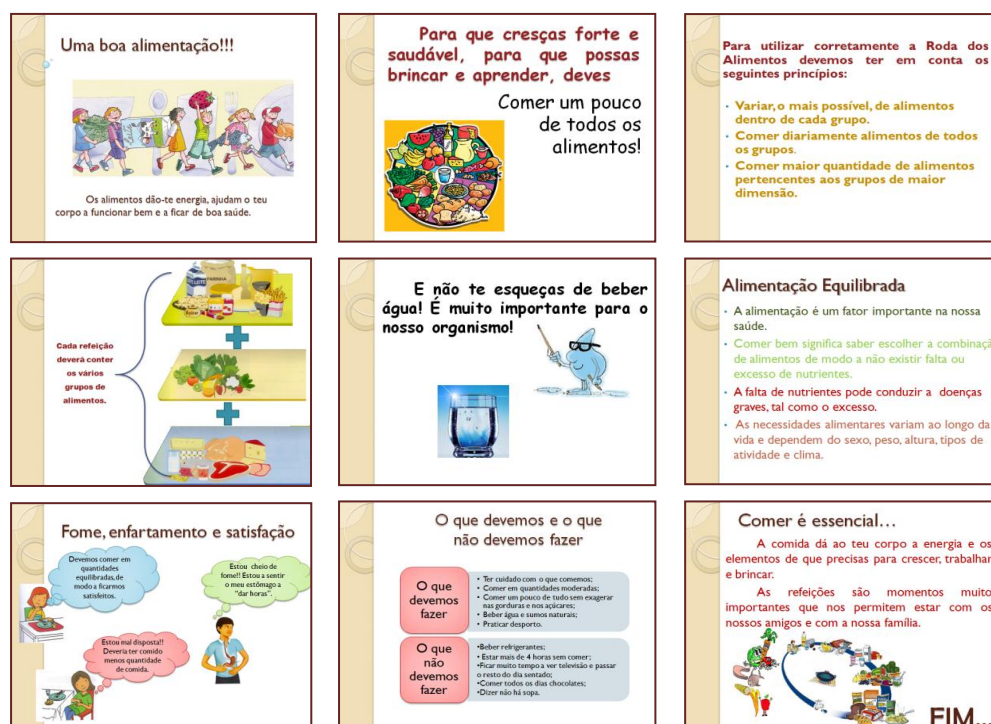 Uma boa alimentação!!!
Os alimentos dão-te energia, ajudam o teu
corpo a funcionar bem e a ficar de boa saúde.
Para que cresças forte e
saudável, para que possas
brincar e aprender, deves
Comer um pouco
de todos os
alimentos!
Para utilizar corretamente a Roda dos
Alimentos devemos ter em conta os
seguintes princípios:
• Variar, o mais possível, de alimentos
dentro de cada grupo.
• Comer diariamente alimentos de todos
os grupos.
• Comer maior quantidade de alimentos
pertencentes aos grupos de maior
dimensão.
Cada refeição
deverá conter
os vários
grupos de
alimentos.
E não te esqueças de beber
água! É muito importante para o
nosso organismo!
Alimentação Equilibrada
• A alimentação é um fator importante na nossa
saúde.
• Comer bem significa saber escolher a combinaçã
de alimentos de modo a não existir falta ou
excesso de nutrientes.
• A falta de nutrientes pode conduzir a doenças
graves, tal como o excesso.
• As necessidades alimentares variam ao longo da
vida e dependem do sexo, peso, altura, tipos de
atividade e clima.
Fome, enfartamento e satisfação
Devemos comer em
quantidades
equilibradas, de
modo a ficarmos
satisfeitos.
Estou cheio de
fome!! Estou a sentir
o meu estômago a
"dar horas".
Estou mal disposta!!
Deveria ter comido
menos quantidade
de comida.
O que devemos e o que
não devemos fazer
O que
devemos
fazer
• Ter cuidado com o que comemos;
• Comer em quantidades moderadas;
• Comer um pouco de tudo sem exagerar
nas gorduras e nos açúcares;
• Beber água e sumos naturais;
• Praticar desporto.
O que
não
devemos
fazer
•Beber refrigerantes;
• Estar mais de 4 horas sem comer;
•Ficar muito tempo a ver televisão e passar
o resto do dia sentado;
•Comer todos os dias chocolates;
•Dizer não há sopa.
Comer é essencial…
A comida dá ao teu corpo a energia e os
elementos de que precisas para crescer, trabalhar
e brincar.
As refeições são momentos muito
importantes que nos permitem estar com os
nossos amigos e com a nossa família.
FIM...